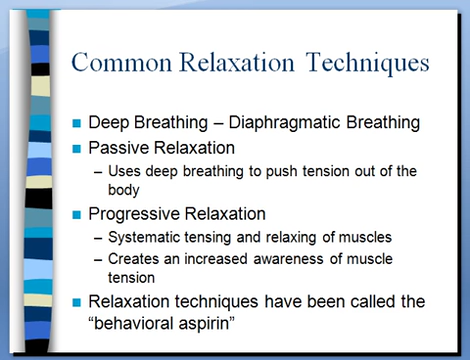 Common Relaxation Techniques
■ Deep Breathing – Diaphragmatic Breathing
■ Passive Relaxation
– Uses deep breathing to push tension out of the
body
■ Progressive Relaxation
– Systematic tensing and relaxing of muscles
– Creates an increased awareness of muscle
tension
■ Relaxation techniques have been called the
“behavioral aspirin”